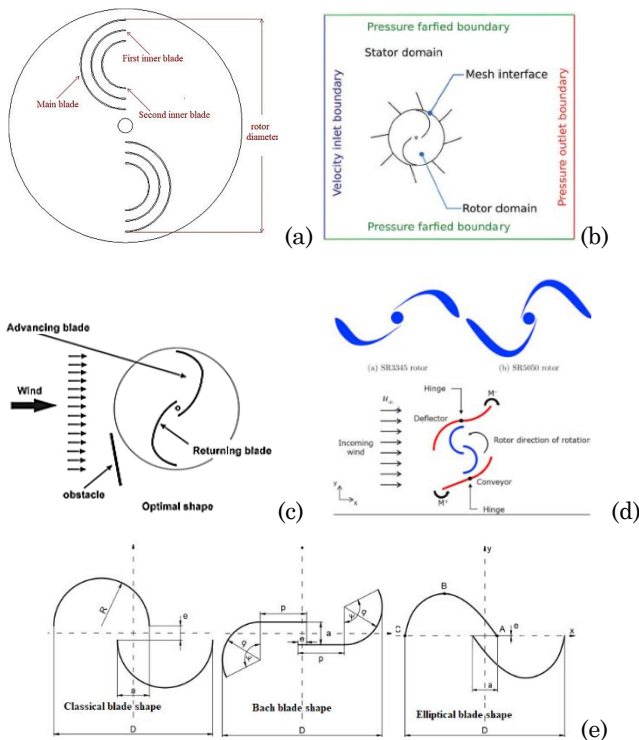 First inner blade
Main blade
Second inner blade
rotor
diameter
(a)
Pressure farfied boundary
Stator domain
Mesh interface
Velocity inlet boundary
Pressure outlet boundary
Rotor domain
Pressure farfied boundary
(b)
Advancing blade
Wind
Returning blade
obstacle
Optimal shape
(c)
(a) SR3345 rotor
(b) SR5050 rotor
Hinge
M⁻
u∞
Deflector
Incoming
wind
Rotor direction of rotation
Conveyor
y
x
M⁺
Hinge
(d)
R
e
a
Classical blade shape
D
p
e
a
p
ρ
Ψ
ρ
Ψ
Bach blade shape
D
y
B
C
A
e
x
a
Elliptical blade shape
D
(e)